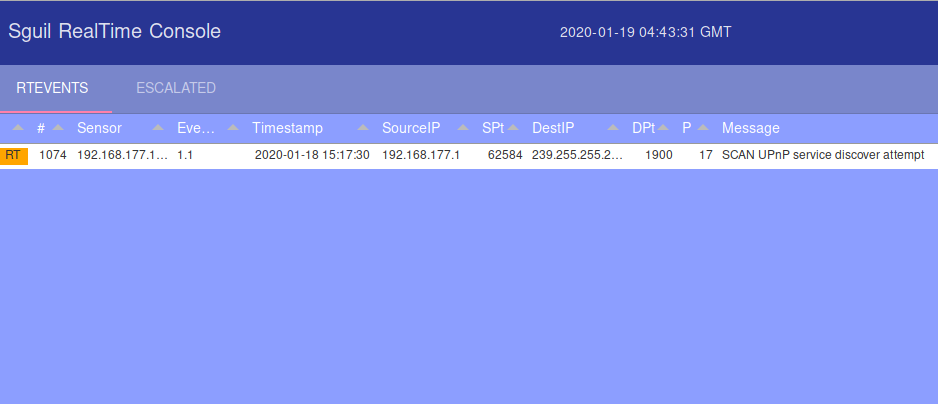 Sguil RealTime Console 2020-01-19 04:43:31 GMT
RTEVENTS ESCALATED
# Sensor Eve... Timestamp SourceIP SPt DestIP DPt P Message
RT 1074 192.168.177.1... 1.1 2020-01-18 15:17:30 192.168.177.1 62584 239.255.255.2... 1900 17 SCAN UPnP service discover attempt